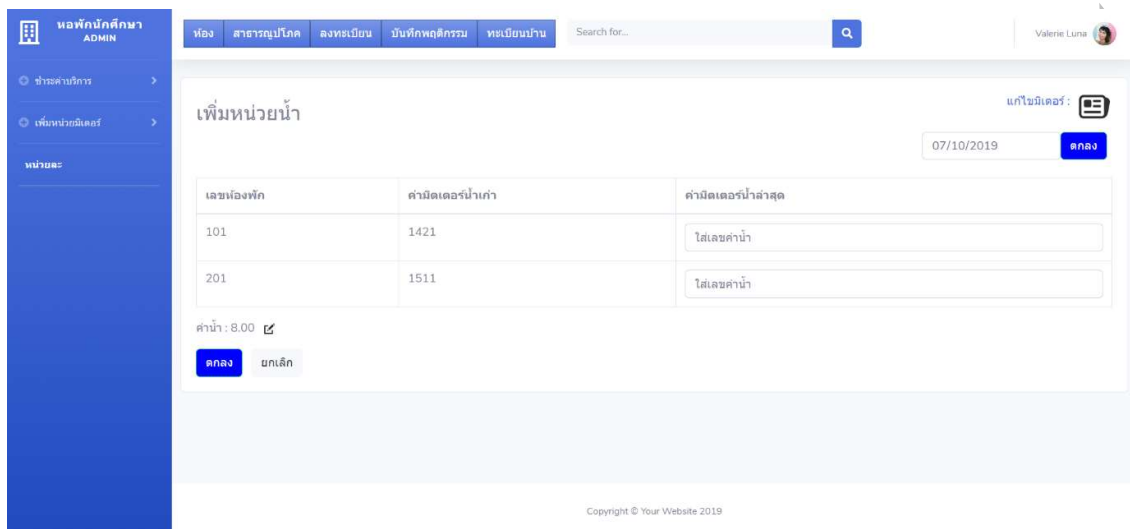 หอพักนักศึกษา
ADMIN
ห้อง สาธารณูปโภค ลงทะเบียน บันทึกพฤติกรรม ทะเบียนบ้าน Search for... Valerie Luna
ชำระค่าบริการ
เพิ่มหน่วยมิเตอร์
หน่วยละ
แก้ไขมิเตอร์ :
เพิ่มหน่วยน้ำ
07/10/2019 ตกลง
เลขห้องพัก ค่ามิตเตอร์น้ำเก่า ค่ามิตเตอร์น้ำล่าสุด
101 1421 ใส่เลขค่าน้ำ
201 1511 ใส่เลขค่าน้ำ
ค่าน้ำ : 8.00
ตกลง ยกเลิก
Copyright © Your Website 2019